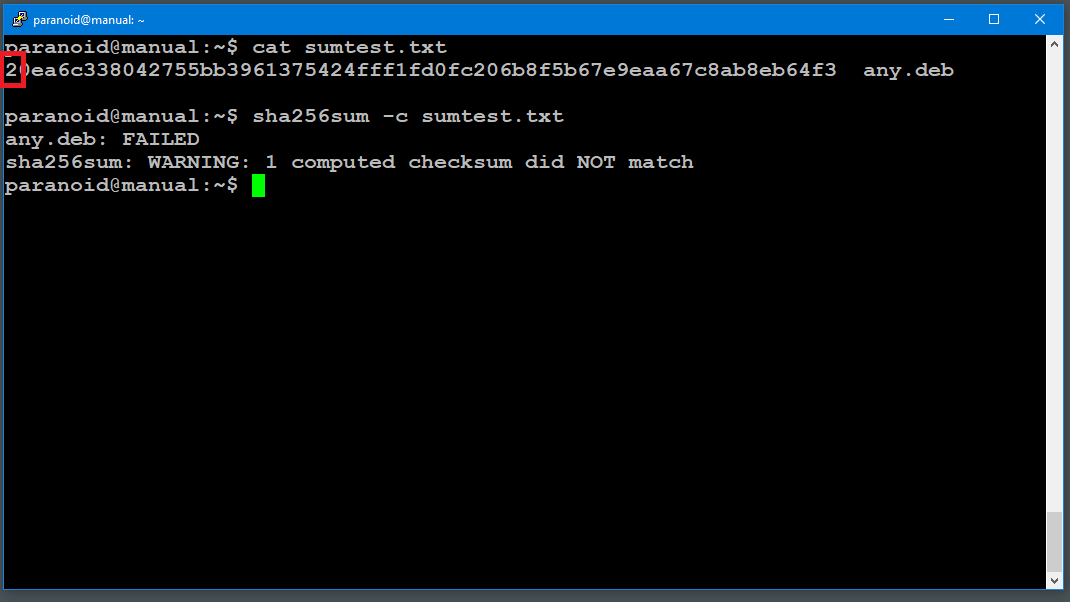 paranoid@manual: ~
paranoid@manual:~$ cat sumtest.txt
20ea6c338042755bb3961375424fff1fd0fc206b8f5b67e9eaa67c8ab8eb64f3  any.deb
paranoid@manual:~$ sha256sum -c sumtest.txt
any.deb: FAILED
sha256sum: WARNING: 1 computed checksum did NOT match
paranoid@manual:~$